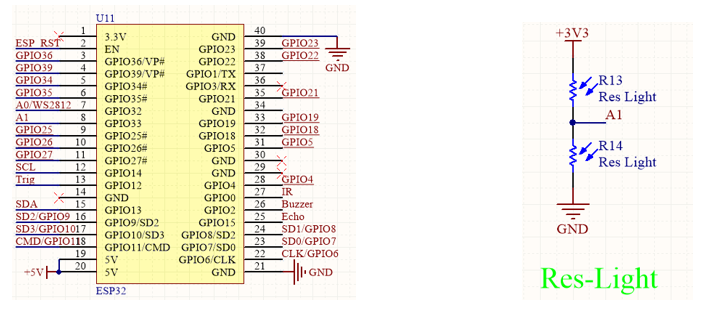 U11
1 3.3V GND 40
ESP_RST 2 EN GPIO23 39 GPIO23
GPIO36 3 GPIO36/VP# GPIO22 38 GPIO22
GND
GPIO39 4 GPIO39/VP# GPIO1/TX 37
GPIO34 5 GPIO34# GPIO3/RX 36
GPIO35 6 GPIO35# GPIO21 35 GPIO21
A0/WS2812 7 GPIO32 GND 34
A1 8 GPIO33 GPIO19 33 GPIO19
GPIO25 9 GPIO25# GPIO18 32 GPIO18
GPIO26 10 GPIO26# GPIO5 31 GPIO5
GPIO27 11 GPIO27# GND 30
SCL 12 GPIO14 GND 29
Trig 13 GPIO12 GPIO4 28 GPIO4
14 GND GPIO0 27 IR
SDA 15 GPIO13 GPIO2 26 Buzzer
SD2/GPIO9 16 GPIO9/SD2 GPIO15 25 Echo
SD3/GPIO10 17 GPIO10/SD3 GPIO8/SD2 24 SD1/GPIO8
CMD/GPIO11 18 GPIO11/CMD GPIO7/SD0 23 SD0/GPIO7
19 5V GPIO6/CLK 22 CLK/GPIO6
+5V 20 5V GND 21 GND
ESP32
+3V3
R13
Res Light
A1
R14
Res Light
GND
Res-Light